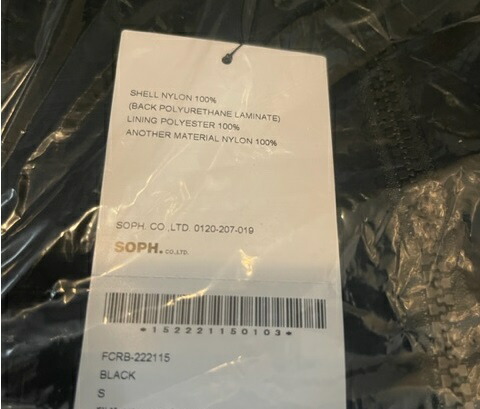 SHELL NYLON 100%
(BACK POLYURETHANE LAMINATE)
LINING POLYESTER 100%
ANOTHER MATERIAL NYLON 100%
SOPH. CO.,LTD. 0120-207-019
SOPH. CO.,LTD.
*152221150103*
FCRB-222115
BLACK
S